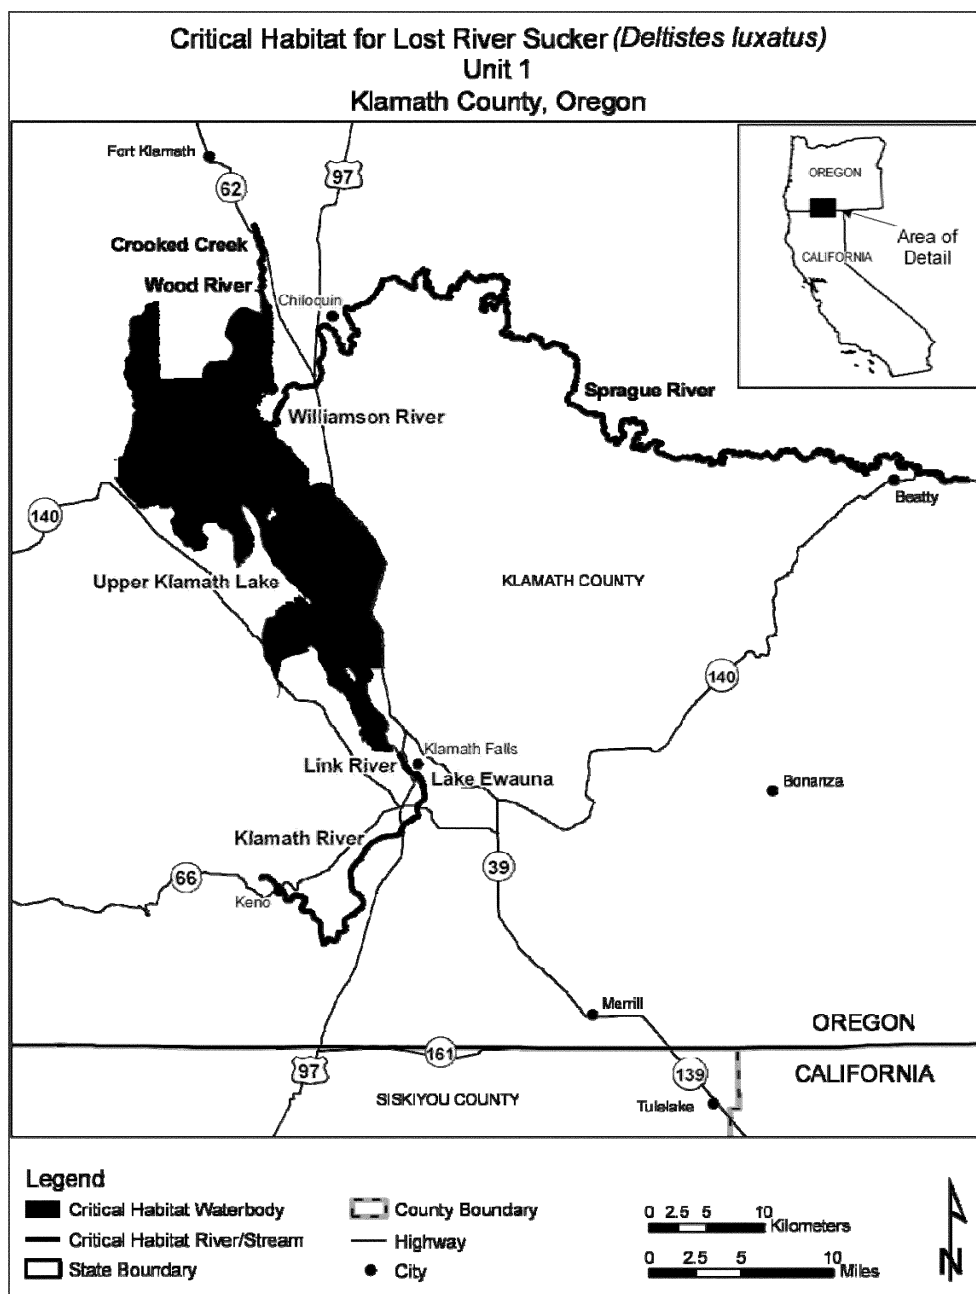 Critical Habitat for Lost River Sucker (Deltistes luxatus)
Unit 1
Klamath County, Oregon
Fort Klamath
62
97
OREGON
Area of
Detail
CALIFORNIA
Crooked Creek
Wood River
Chiloquin
Sprague River
Williamson River
140
Beatty
Upper Klamath Lake
KLAMATH COUNTY
140
Klamath Falls
Link River
Lake Ewauna
Bonanza
Klamath River
39
66
Keno
Merrill
OREGON
161
97
139
CALIFORNIA
SISKIYOU COUNTY
Tulelake
Legend
Critical Habitat Waterbody
Critical Habitat River/Stream
State Boundary
County Boundary
Highway
City
0 2.5 5 10
Kilometers
0 2.5 5 10
Miles
N